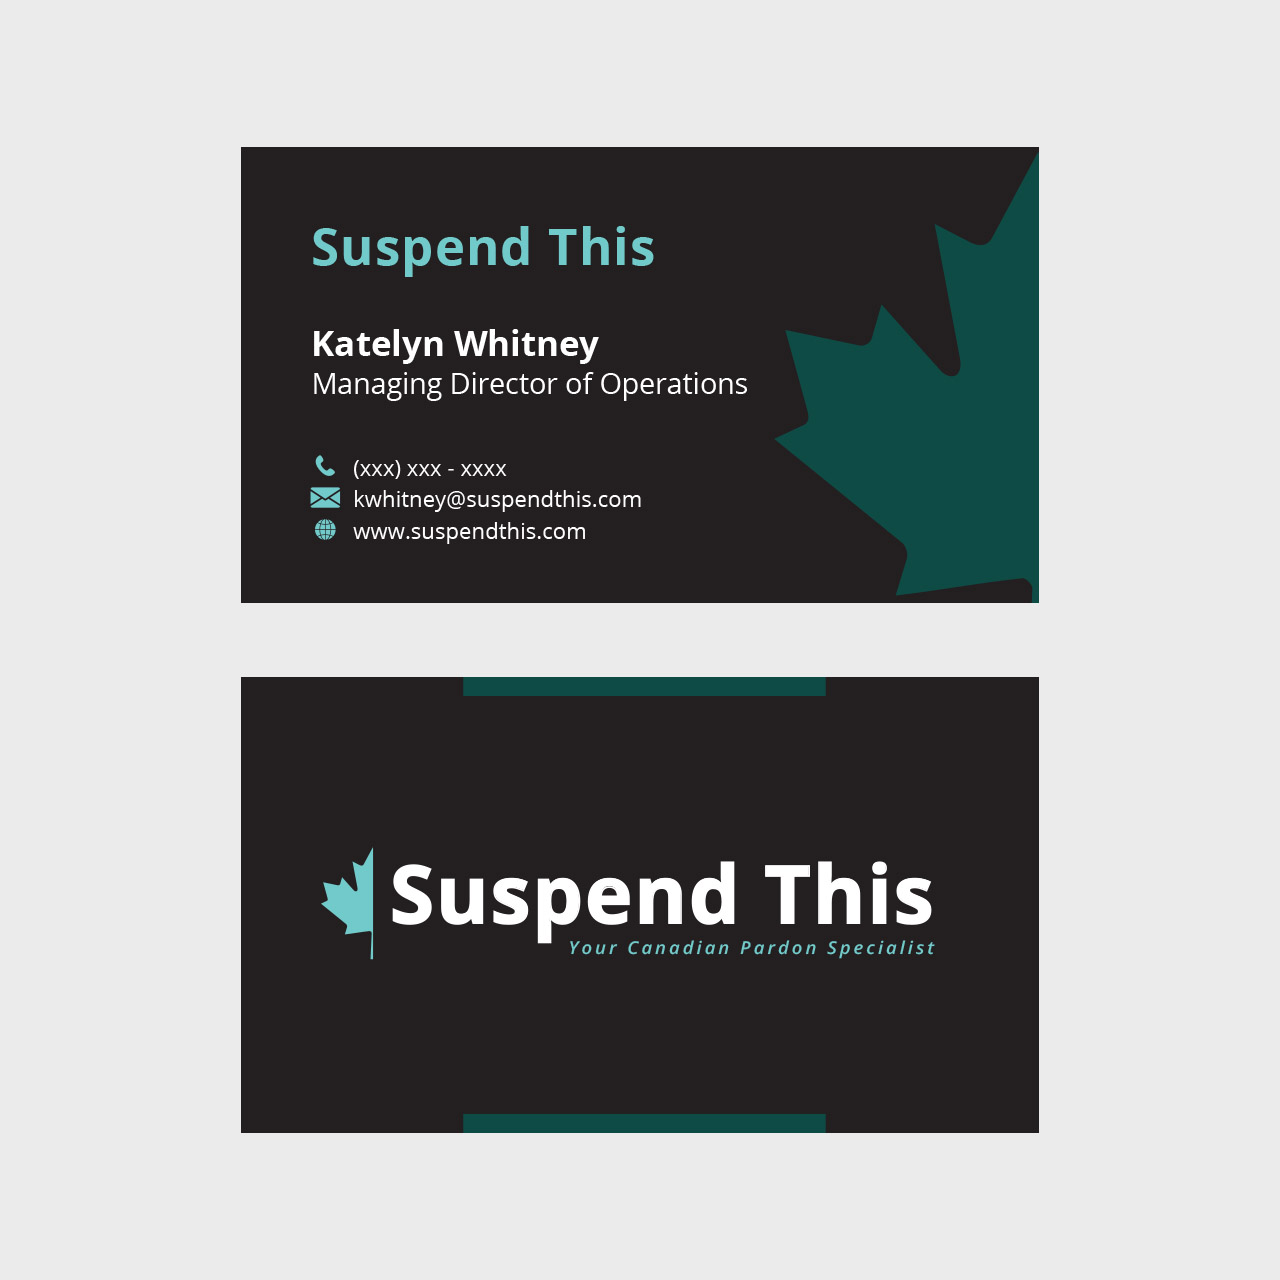 Suspend This
Katelyn Whitney
Managing Director of Operations
(xxx) xxx - xxxx
kwhitney@suspendthis.com
www.suspendthis.com
Suspend This
Your Canadian Pardon Specialist